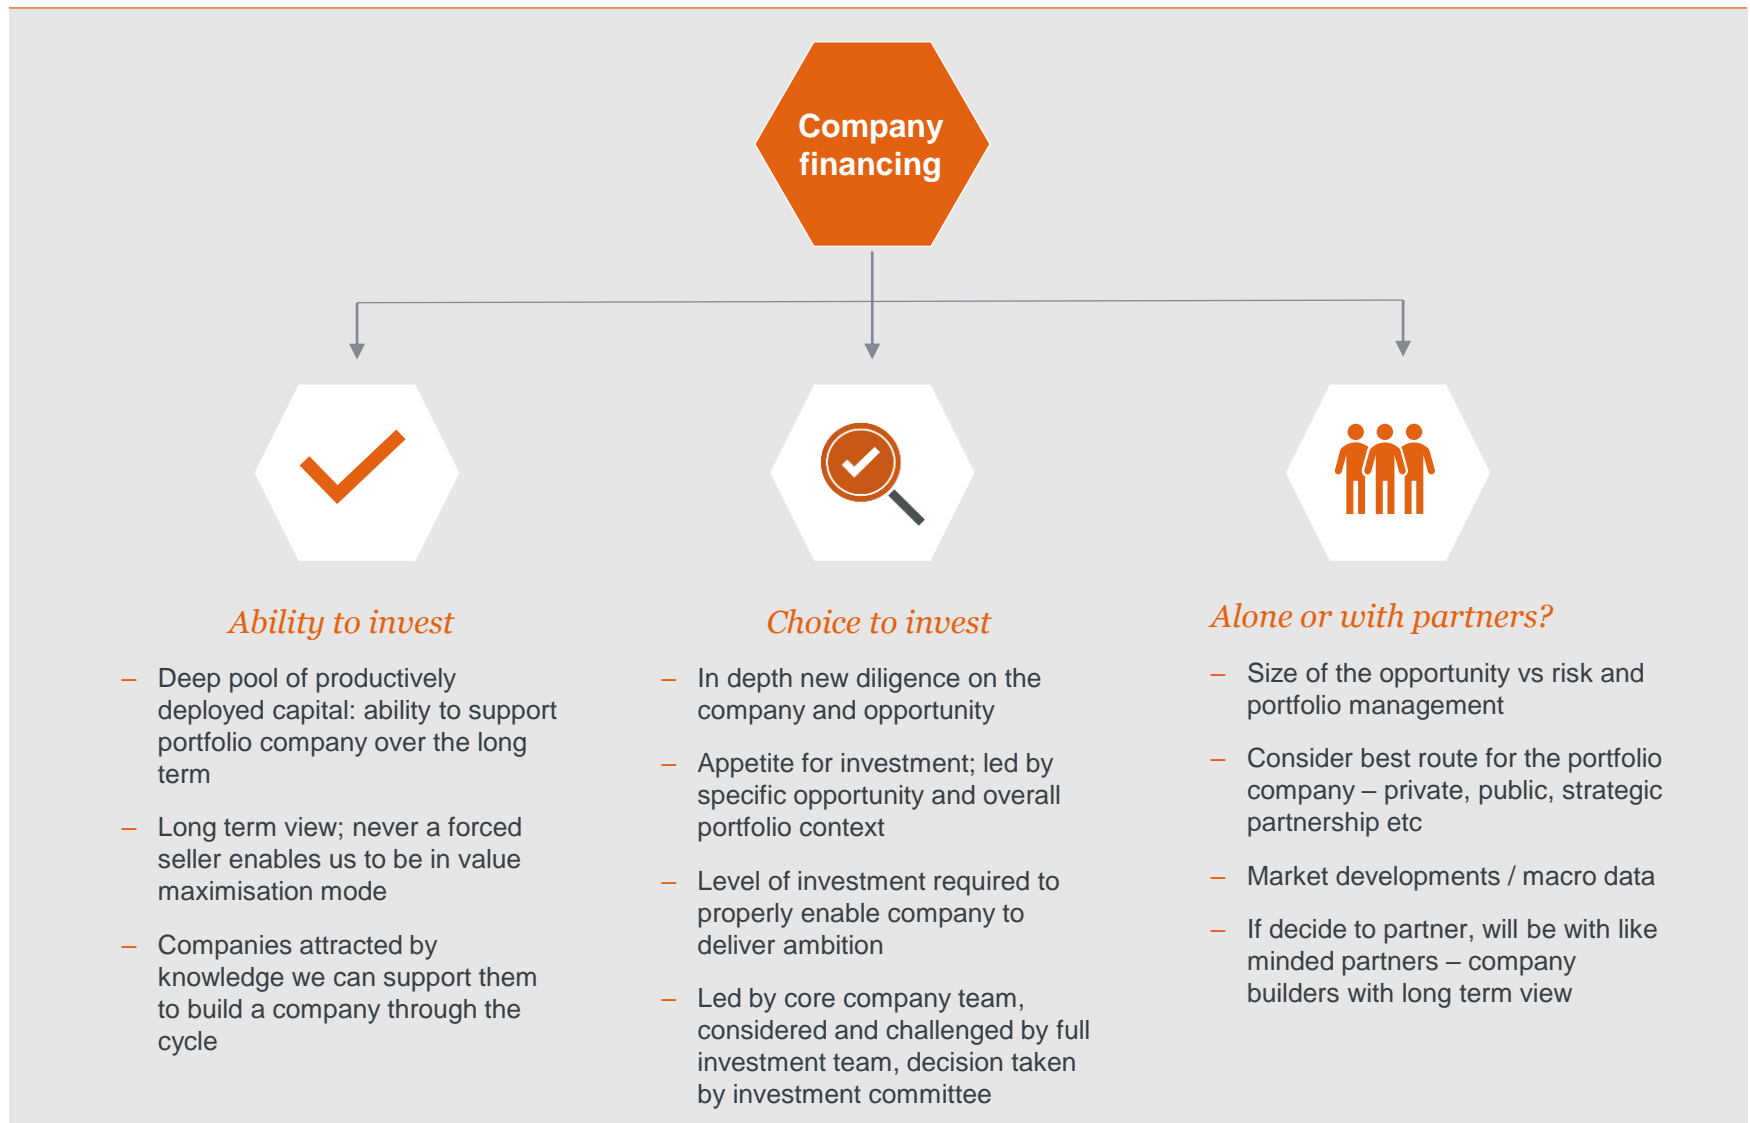 Company
financing
Ability to invest
– Deep pool of productively
deployed capital: ability to support
portfolio company over the long
term
– Long term view; never a forced
seller enables us to be in value
maximisation mode
– Companies attracted by
knowledge we can support them
to build a company through the
cycle
Choice to invest
– In depth new diligence on the
company and opportunity
– Appetite for investment; led by
specific opportunity and overall
portfolio context
– Level of investment required to
properly enable company to
deliver ambition
– Led by core company team,
considered and challenged by full
investment team, decision taken
by investment committee
Alone or with partners?
– Size of the opportunity vs risk and
portfolio management
– Consider best route for the portfolio
company – private, public, strategic
partnership etc
– Market developments / macro data
– If decide to partner, will be with like
minded partners – company
builders with long term view